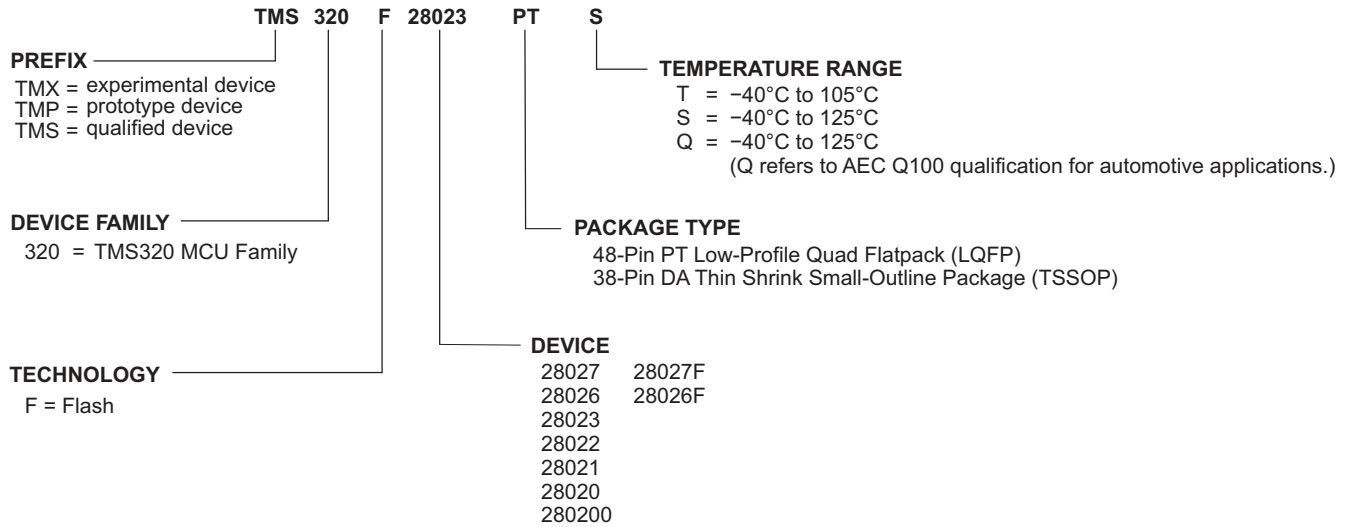 TMS 320 F 28023 PT S
PREFIX
TMX = experimental device
TMP = prototype device
TMS = qualified device
TEMPERATURE RANGE
T = −40°C to 105°C
S = −40°C to 125°C
Q = −40°C to 125°C
(Q refers to AEC Q100 qualification for automotive applications.)
DEVICE FAMILY
320 = TMS320 MCU Family
PACKAGE TYPE
48-Pin PT Low-Profile Quad Flatpack (LQFP)
38-Pin DA Thin Shrink Small-Outline Package (TSSOP)
TECHNOLOGY
F = Flash
DEVICE
28027 28027F
28026 28026F
28023
28022
28021
28020
280200